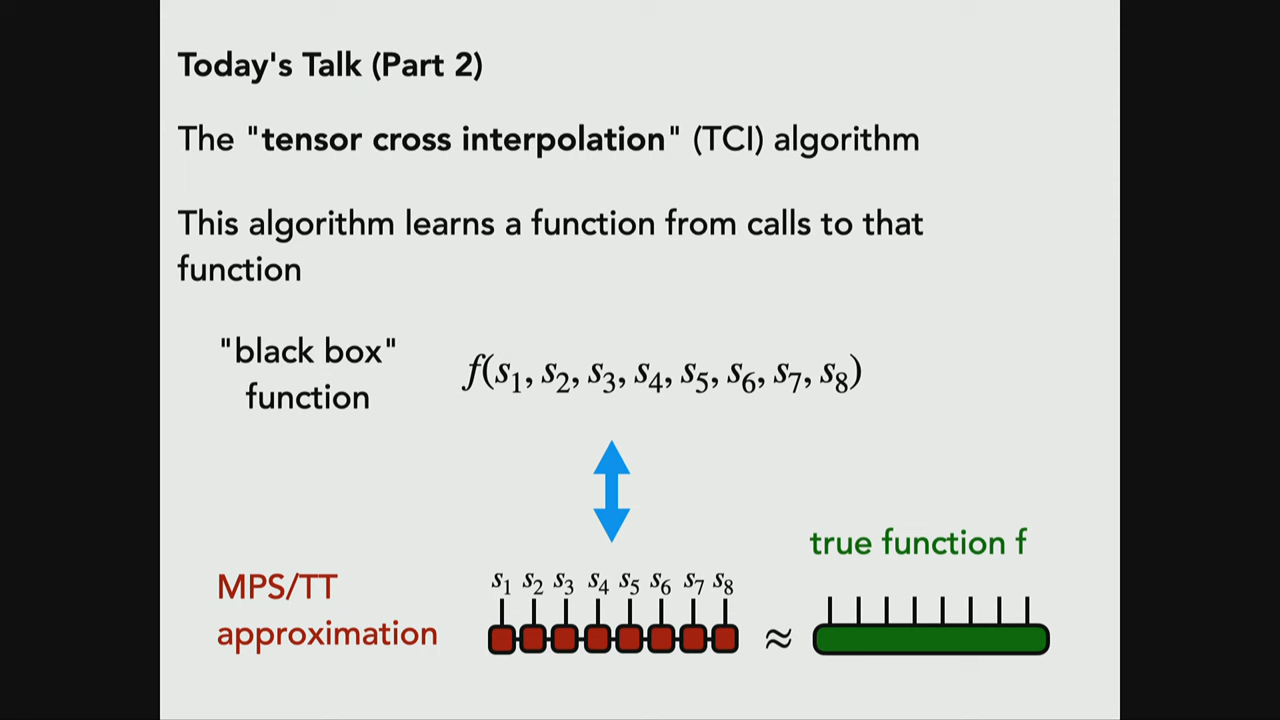 Today's Talk (Part 2)
The "tensor cross interpolation" (TCI) algorithm
This algorithm learns a function from calls to that
function
"black box"
function
f(s₁, s₂, s₃, s₄, s₅, s₆, s₇, s₈)
true function f
MPS/TT
approximation
s₁ s₂ s₃ s₄ s₅ s₆ s₇ s₈
≈